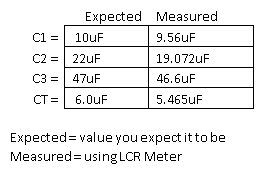 Expected Measured
C1 = 10uF 9.56uF
C2 = 22uF 19.072uF
C3 = 47uF 46.6uF
CT = 6.0uF 5.465uF
Expected = value you expect it to be
Measured = using LCR Meter